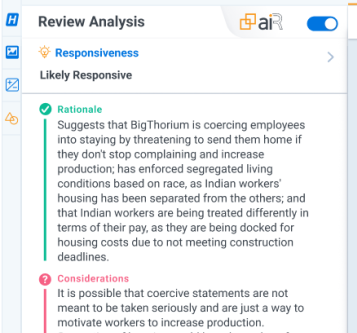 Review Analysis
aiR
Responsiveness
Likely Responsive
Rationale
Suggests that BigThorium is coercing employees
into staying by threatening to send them home if
they don't stop complaining and increase
production; has enforced segregated living
conditions based on race, as Indian workers'
housing has been separated from the others; and
that Indian workers are being treated differently in
terms of their pay, as they are being docked for
housing costs due to not meeting construction
deadlines.
Considerations
It is possible that coercive statements are not
meant to be taken seriously and are just a way to
motivate workers to increase production.